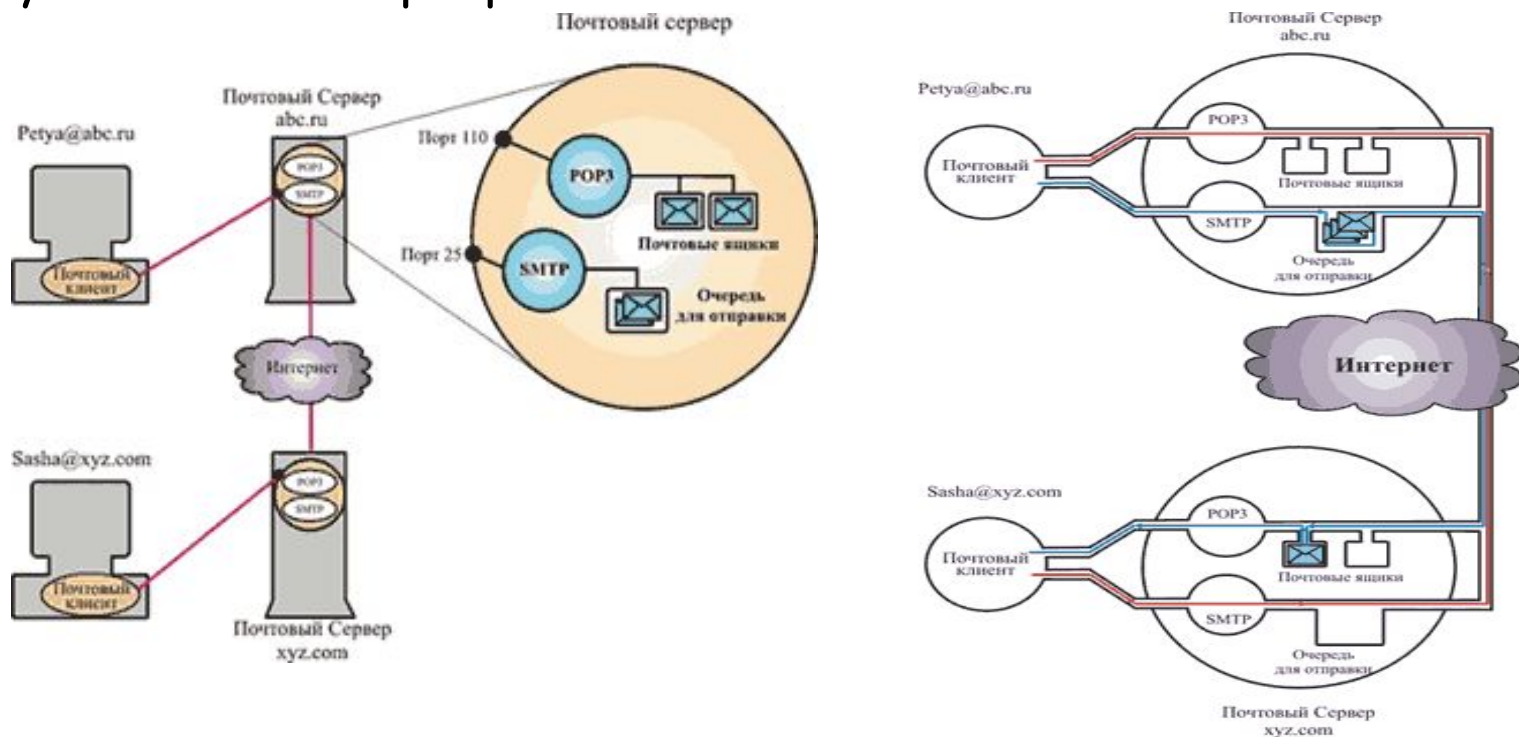 Почтовый сервер
Почтовый Сервер
abc.ru
Petya@abc.ru
POP3
SMTP
Почтовый
клиент
Интернет
Sasha@xyz.com
POP3
SMTP
Почтовый
клиент
Почтовый Сервер
xyz.com
Порт 110
POP3
Почтовые ящики
Порт 25
SMTP
Очередь
для отправки
Почтовый Сервер
abc.ru
Petya@abc.ru
POP3
Почтовый
клиент
Почтовые ящики
SMTP
Очередь
для отправки
Интернет
Sasha@xyz.com
POP3
Почтовый
клиент
Почтовые ящики
SMTP
Очередь
для отправки
Почтовый Сервер
xyz.com